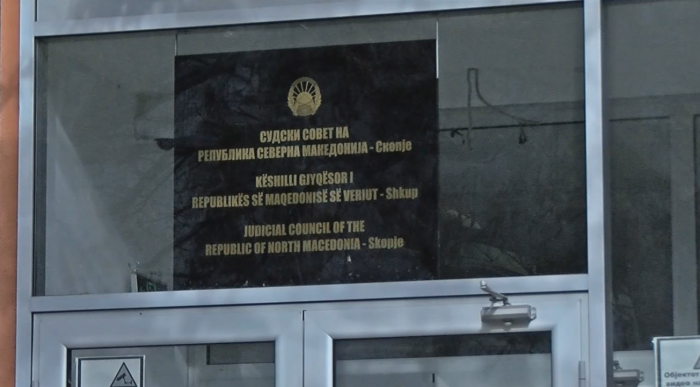 СУДСКИ СОВЕТ НА
РЕПУБЛИКА СЕВЕРНА МАКЕДОНИЈА - Скопје
KËSHILLI GJYQËSOR I
REPUBLIKËS SË MAQEDONISË SË VERIUT - Shkup
JUDICIAL COUNCIL OF THE
REPUBLIC OF NORTH MACEDONIA - Skopje